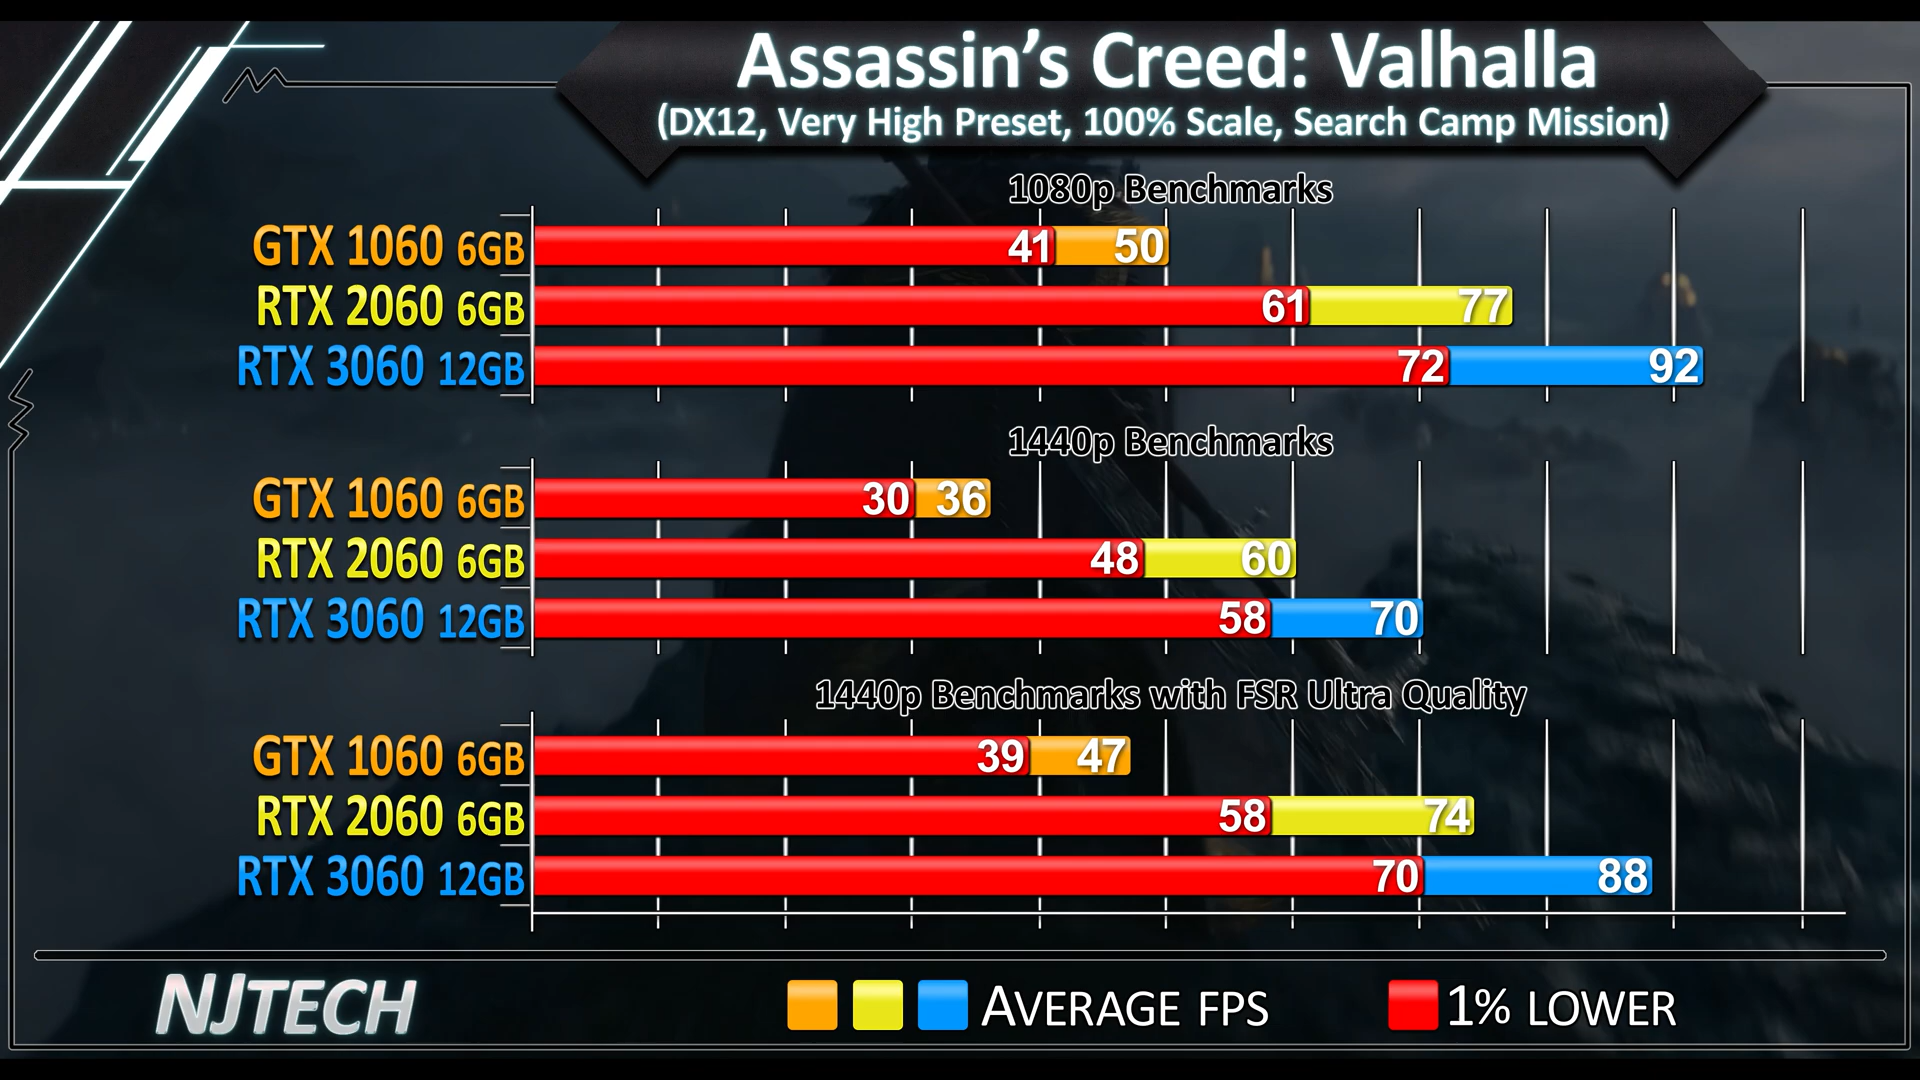 Assassin's Creed: Valhalla
(DX12, Very High Preset, 100% Scale, Search Camp Mission)
1080p Benchmarks
GTX 1060 6GB 41 50
RTX 2060 6GB 61 77
RTX 3060 12GB 72 92
1440p Benchmarks
GTX 1060 6GB 30 36
RTX 2060 6GB 48 60
RTX 3060 12GB 58 70
1440p Benchmarks with FSR Ultra Quality
GTX 1060 6GB 39 47
RTX 2060 6GB 58 74
RTX 3060 12GB 70 88
NJTECH AVERAGE FPS 1% LOWER